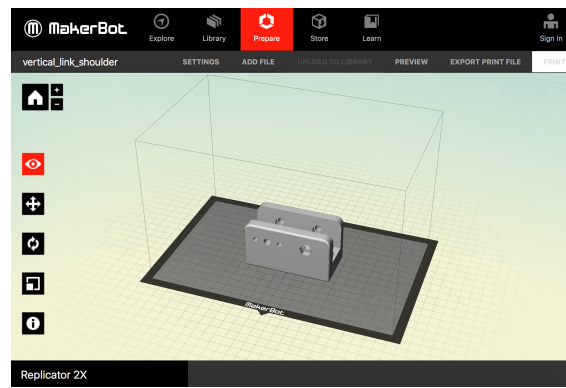 MakerBot.
Explore
Library
Prepare
Store
Learn
Sign In
vertical_link_shoulder
SETTINGS
ADD FILE
UPLOAD TO LIBRARY
PREVIEW
EXPORT PRINT FILE
PRINT
+
-
MakerBot
Replicator 2X